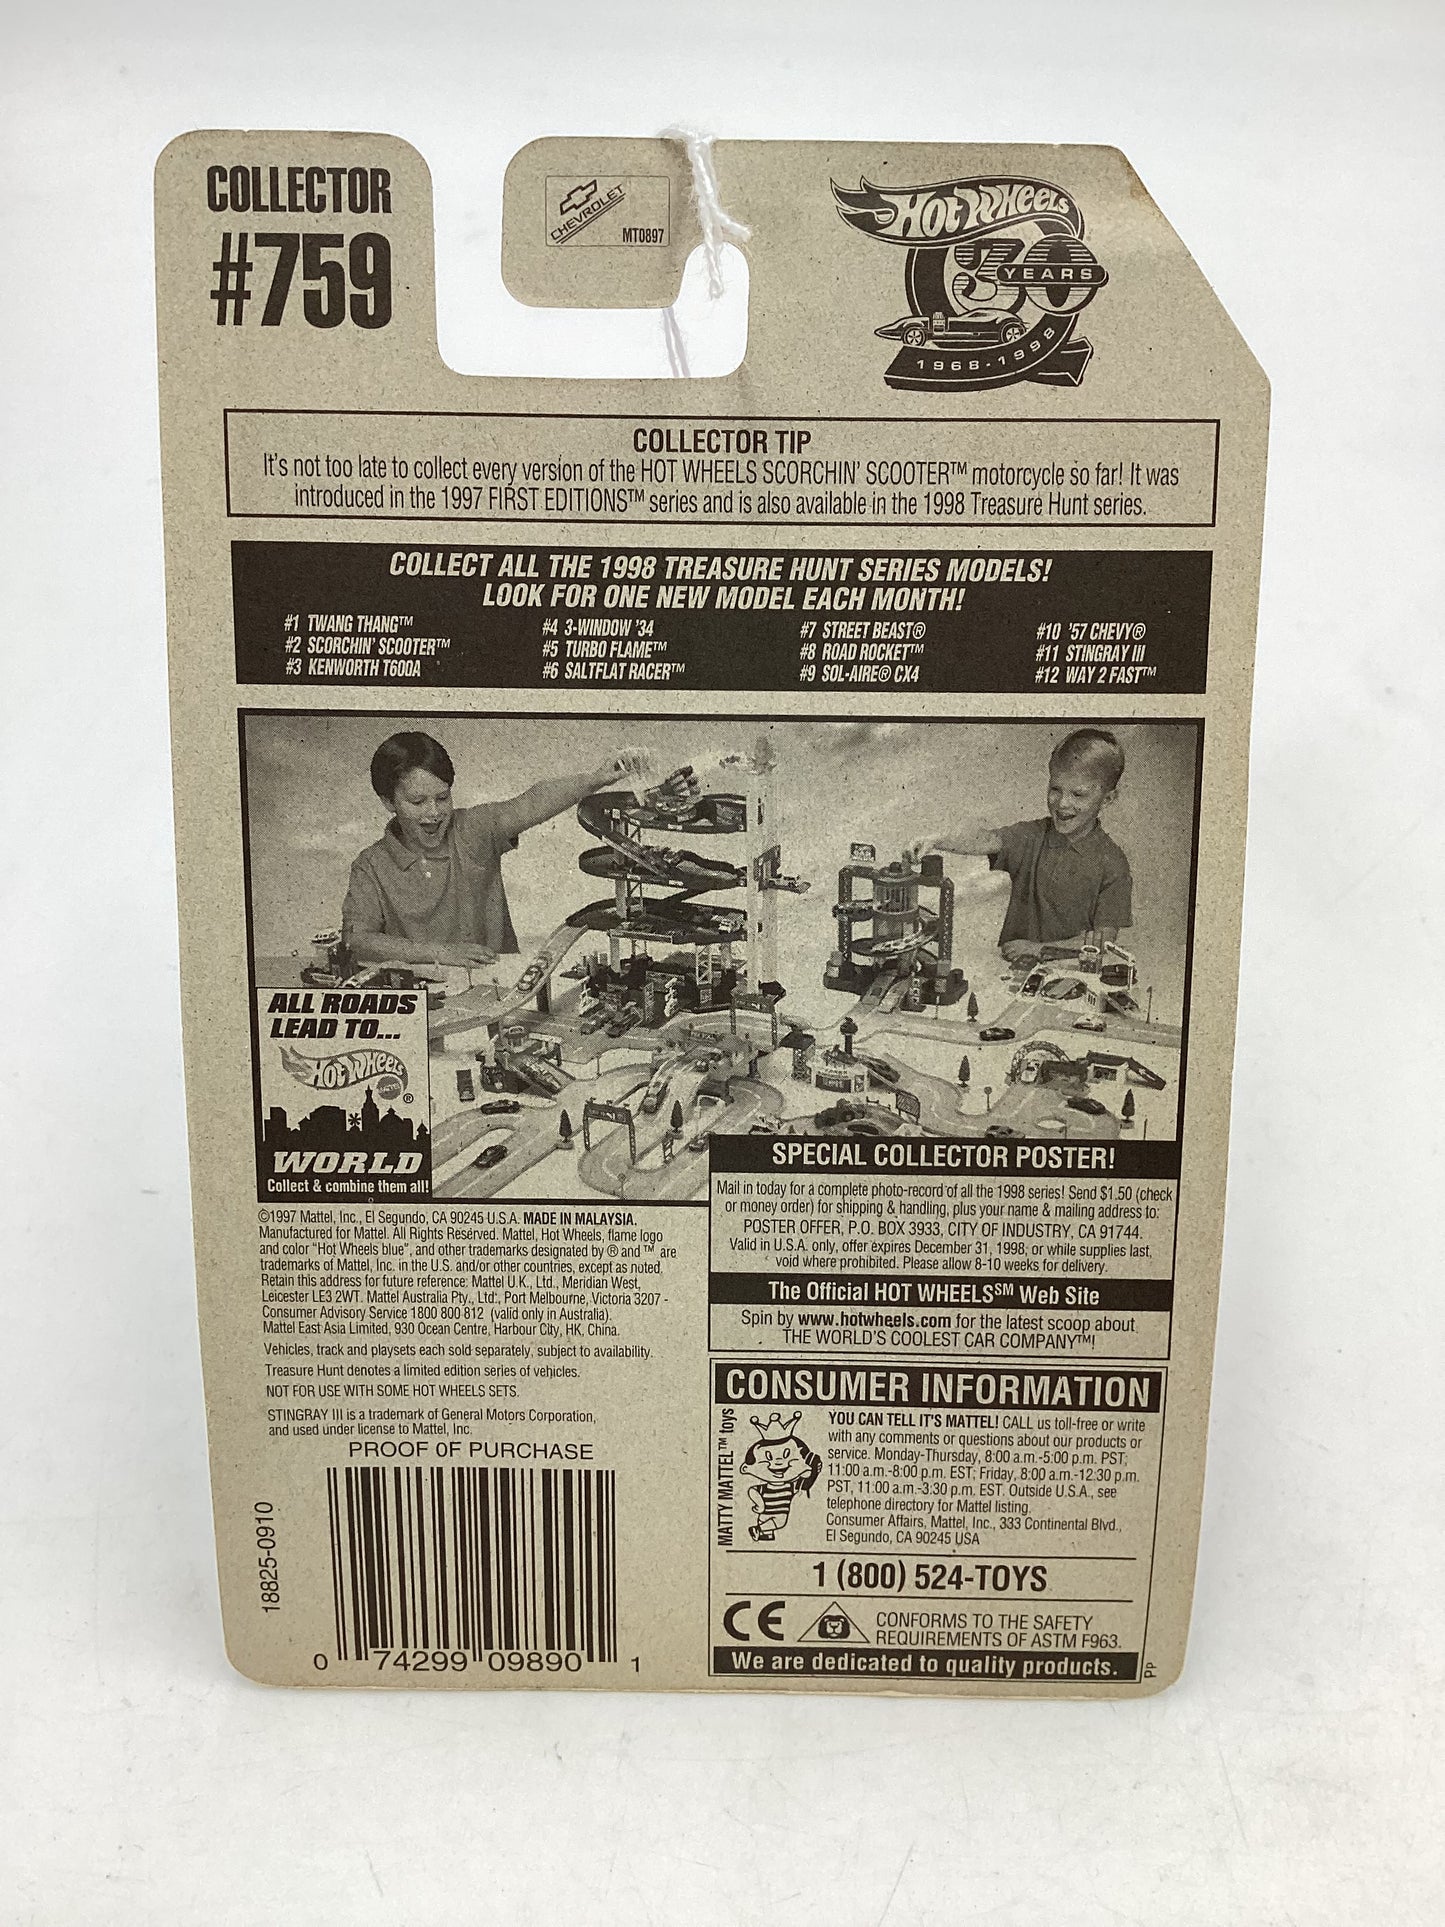 COLLECTOR
#759
CHEVROLET
MT0897
HOT WHEELS
30
YEARS
1968-1998
COLLECTOR TIP
It's not too late to collect every version of the HOT WHEELS SCORCHIN' SCOOTER™ motorcycle so far! It was
introduced in the 1997 FIRST EDITIONS™ series and is also available in the 1998 Treasure Hunt series.
COLLECT ALL THE 1998 TREASURE HUNT SERIES MODELS!
LOOK FOR ONE NEW MODEL EACH MONTH!
#1 TWANG THANG™
#2 SCORCHIN' SCOOTER™
#3 KENWORTH T600A
#4 3-WINDOW '34
#5 TURBO FLAME™
#6 SALTFLAT RACER™
#7 STREET BEAST®
#8 ROAD ROCKET™
#9 SOL-AIRE® CX4
#10 '57 CHEVY®
#11 STINGRAY III
#12 WAY 2 FAST™
ALL ROADS
LEAD TO...
HOT WHEELS®
WORLD
Collect & combine them all!
SPECIAL COLLECTOR POSTER!
Mail in today for a complete photo-record of all the 1998 series! Send $1.50 (check
or money order) for shipping & handling, plus your name & mailing address to:
POSTER OFFER, P.O. BOX 3933, CITY OF INDUSTRY, CA 91744.
Valid in U.S.A. only, offer expires December 31, 1998, or while supplies last,
void where prohibited. Please allow 8-10 weeks for delivery.
The Official HOT WHEELS℠ Web Site
Spin by www.hotwheels.com for the latest scoop about
THE WORLD'S COOLEST CAR COMPANY™!
©1997 Mattel, Inc., El Segundo, CA 90245 U.S.A. MADE IN MALAYSIA.
Manufactured for Mattel. All Rights Reserved. Mattel, Hot Wheels, flame logo
and color "Hot Wheels blue", and other trademarks designated by ® and ™ are
trademarks of Mattel, Inc. in the U.S. and/or other countries, except as noted.
Retain this address for future reference: Mattel U.K., Ltd., Meridian West,
Leicester LE3 2WT. Mattel Australia Pty., Ltd., Port Melbourne, Victoria 3207 -
Consumer Advisory Service 1800 800 812 (valid only in Australia).
Mattel East Asia Limited, 930 Ocean Centre, Harbour City, HK, China.
Vehicles, track and playsets each sold separately, subject to availability.
Treasure Hunt denotes a limited edition series of vehicles.
NOT FOR USE WITH SOME HOT WHEELS SETS.
STINGRAY III is a trademark of General Motors Corporation,
and used under license to Mattel, Inc.
PROOF OF PURCHASE
18825-0910
0 74299 09890 1
CONSUMER INFORMATION
MATTY MATTEL™ toys
YOU CAN TELL IT'S MATTEL! CALL us toll-free or write
with any comments or questions about our products or
service. Monday-Thursday, 8:00 a.m.-5:00 p.m. PST;
11:00 a.m.-8:00 p.m. EST; Friday, 8:00 a.m.-12:30 p.m.
PST, 11:00 a.m.-3:30 p.m. EST. Outside U.S.A., see
telephone directory for Mattel listing.
Consumer Affairs, Mattel, Inc., 333 Continental Blvd.,
El Segundo, CA 90245 USA
1 (800) 524-TOYS
CE
CONFORMS TO THE SAFETY
REQUIREMENTS OF ASTM F963.
We are dedicated to quality products.
PP